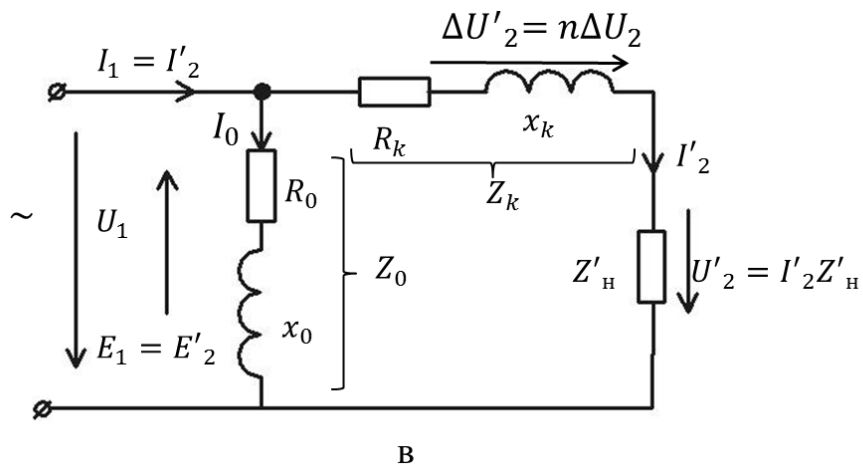 ΔU'₂ = nΔU₂
I₁ = I'₂
I₀
R₀
R_k
x_k
Z_k
I'₂
~
U₁
Z₀
Z'ₙ
U'₂ = I'₂Z'ₙ
E₁ = E'₂
x₀
в